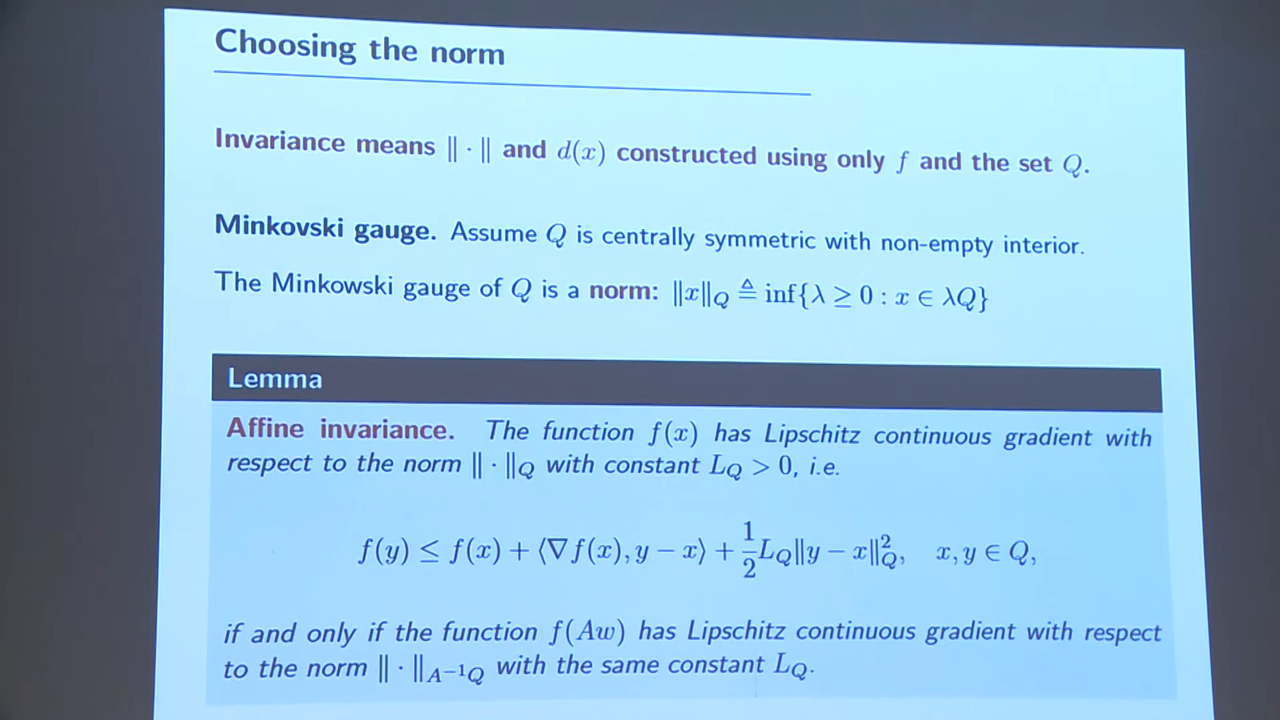 Choosing the norm
Invariance means ‖ · ‖ and d(x) constructed using only f and the set Q.
Minkovski gauge. Assume Q is centrally symmetric with non-empty interior.
The Minkowski gauge of Q is a norm: ‖x‖_Q ≜ inf{λ ≥ 0 : x ∈ λQ}
Lemma
Affine invariance. The function f(x) has Lipschitz continuous gradient with
respect to the norm ‖ · ‖_Q with constant L_Q > 0, i.e.
f(y) ≤ f(x) + ⟨∇f(x), y − x⟩ + 1/2 L_Q‖y − x‖²_Q, x, y ∈ Q,
if and only if the function f(Aw) has Lipschitz continuous gradient with respect
to the norm ‖ · ‖_{A⁻¹Q} with the same constant L_Q.